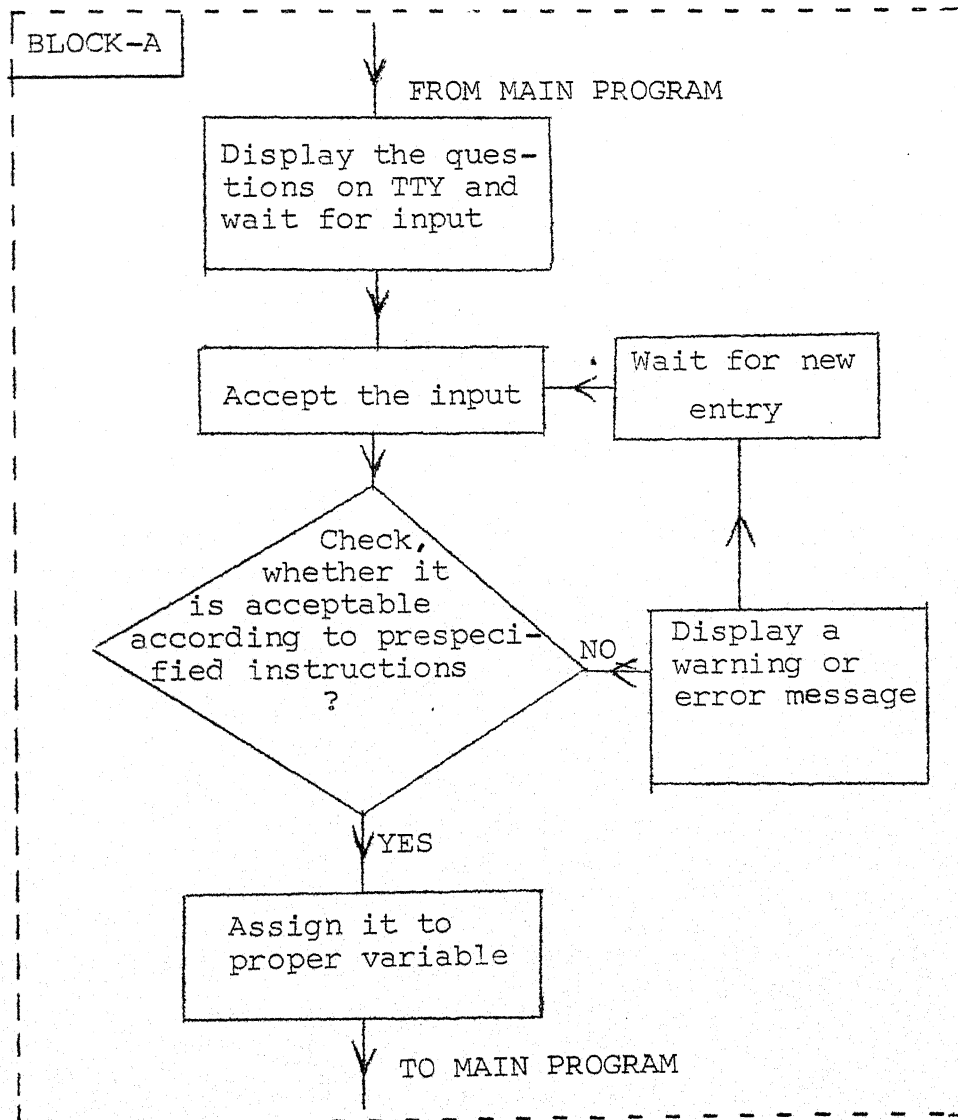 BLOCK-A
FROM MAIN PROGRAM
Display the ques-
tions on TTY and
wait for input
Accept the input
Wait for new
entry
Check,
whether it
is acceptable
according to prespeci-
fied instructions
?
NO
Display a
warning or
error message
YES
Assign it to
proper variable
TO MAIN PROGRAM